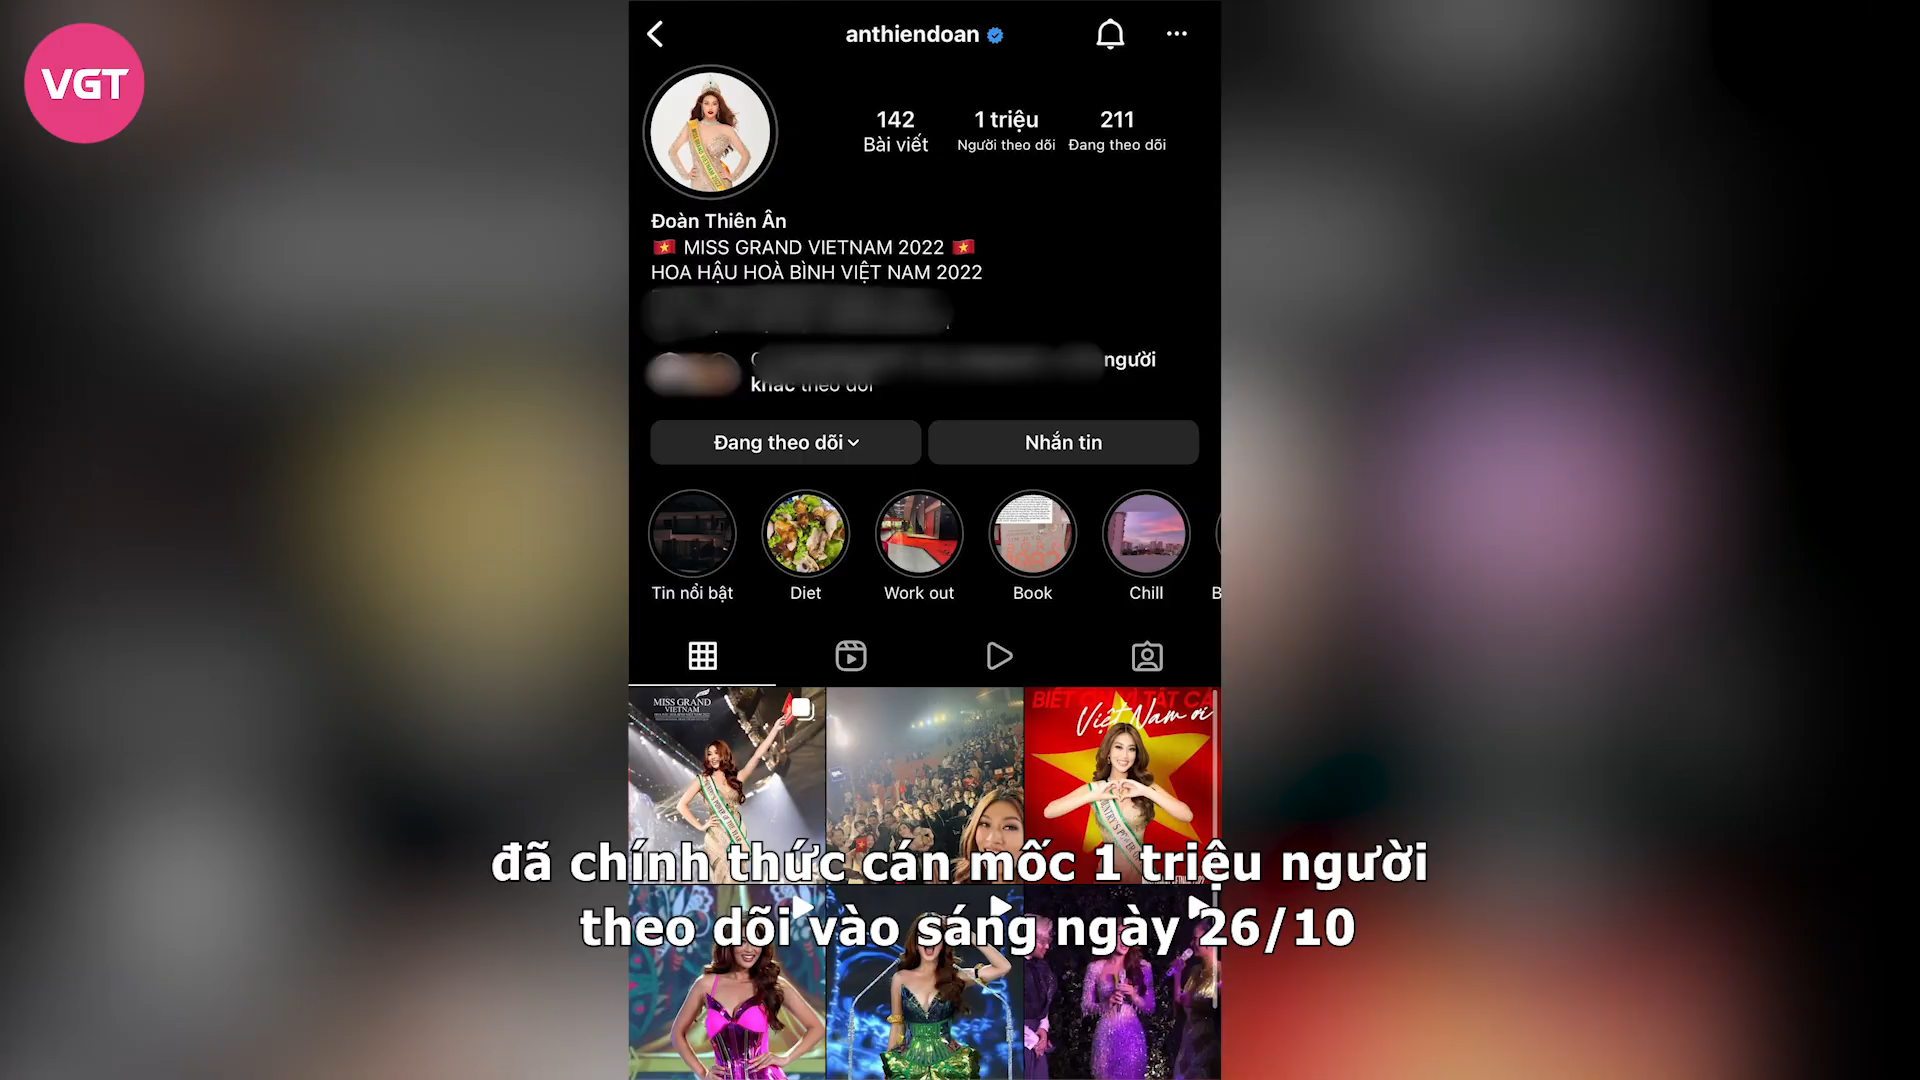 VGT
anthiendoan
142
Bài viết
1 triệu
Người theo dõi
211
Đang theo dõi
Đoàn Thiên Ân
MISS GRAND VIETNAM 2022
HOA HẬU HOÀ BÌNH VIỆT NAM 2022
người
khác theo dõi
Đang theo dõi
Nhắn tin
Tin nổi bật
Diet
Work out
Book
Chill
B
MISS GRAND
VIETNAM
Việt Nam ơi
đã chính thức cán mốc 1 triệu người
theo dõi vào sáng ngày 26/10